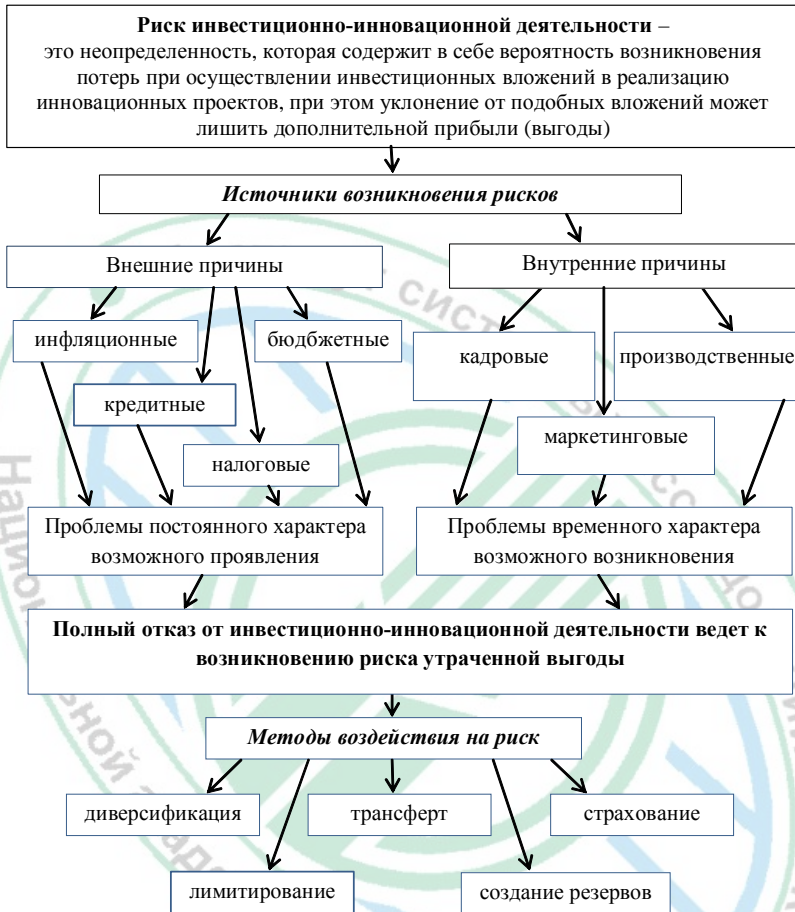 Риск инвестиционно-инновационной деятельности –
это неопределенность, которая содержит в себе вероятность возникновения
потерь при осуществлении инвестиционных вложений в реализацию
инновационных проектов, при этом уклонение от подобных вложений может
лишить дополнительной прибыли (выгоды)
Источники возникновения рисков
Внешние причины
Внутренние причины
инфляционные
бюдбжетные
кадровые
производственные
кредитные
маркетинговые
налоговые
Проблемы постоянного характера
возможного проявления
Проблемы временного характера
возможного возникновения
Полный отказ от инвестиционно-инновационной деятельности ведет к
возникновению риска утраченной выгоды
Методы воздействия на риск
диверсификация
трансферт
страхование
лимитирование
создание резервов